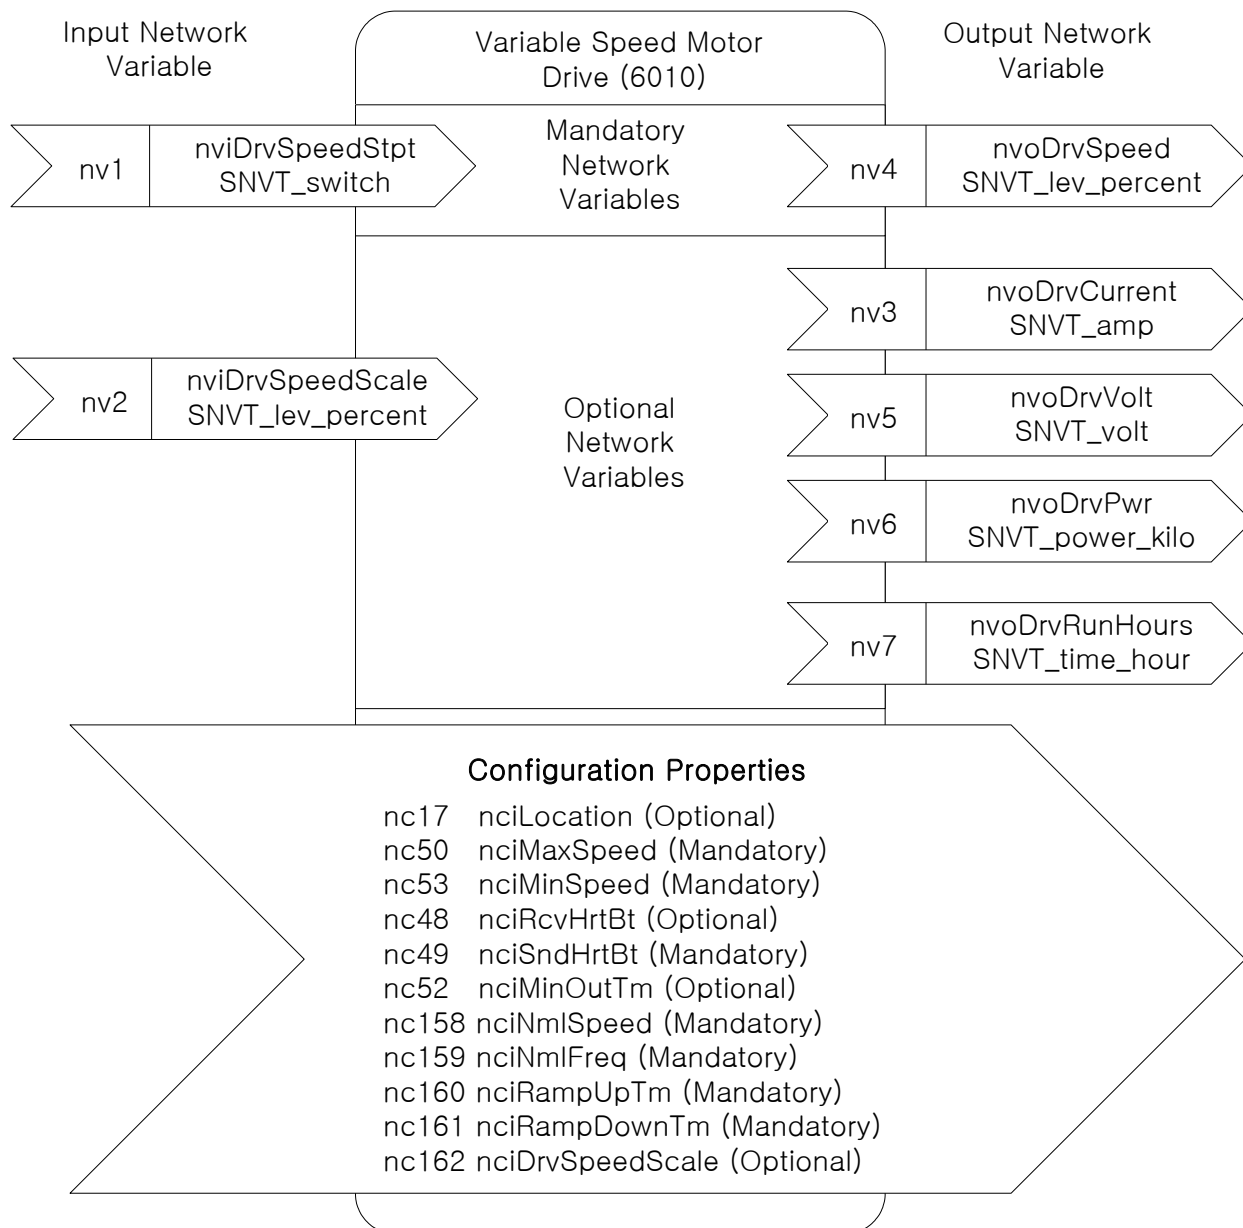 Input Network
Variable
Variable Speed Motor
Drive (6010)
Output Network
Variable
nv1
nviDrvSpeedStpt
SNVT_switch
Mandatory
Network
Variables
nv4
nvoDrvSpeed
SNVT_lev_percent
nv2
nviDrvSpeedScale
SNVT_lev_percent
Optional
Network
Variables
nv3
nvoDrvCurrent
SNVT_amp
nv5
nvoDrvVolt
SNVT_volt
nv6
nvoDrvPwr
SNVT_power_kilo
nv7
nvoDrvRunHours
SNVT_time_hour
Configuration Properties
nc17 nciLocation (Optional)
nc50 nciMaxSpeed (Mandatory)
nc53 nciMinSpeed (Mandatory)
nc48 nciRcvHrtBt (Optional)
nc49 nciSndHrtBt (Mandatory)
nc52 nciMinOutTm (Optional)
nc158 nciNmlSpeed (Mandatory)
nc159 nciNmlFreq (Mandatory)
nc160 nciRampUpTm (Mandatory)
nc161 nciRampDownTm (Mandatory)
nc162 nciDrvSpeedScale (Optional)